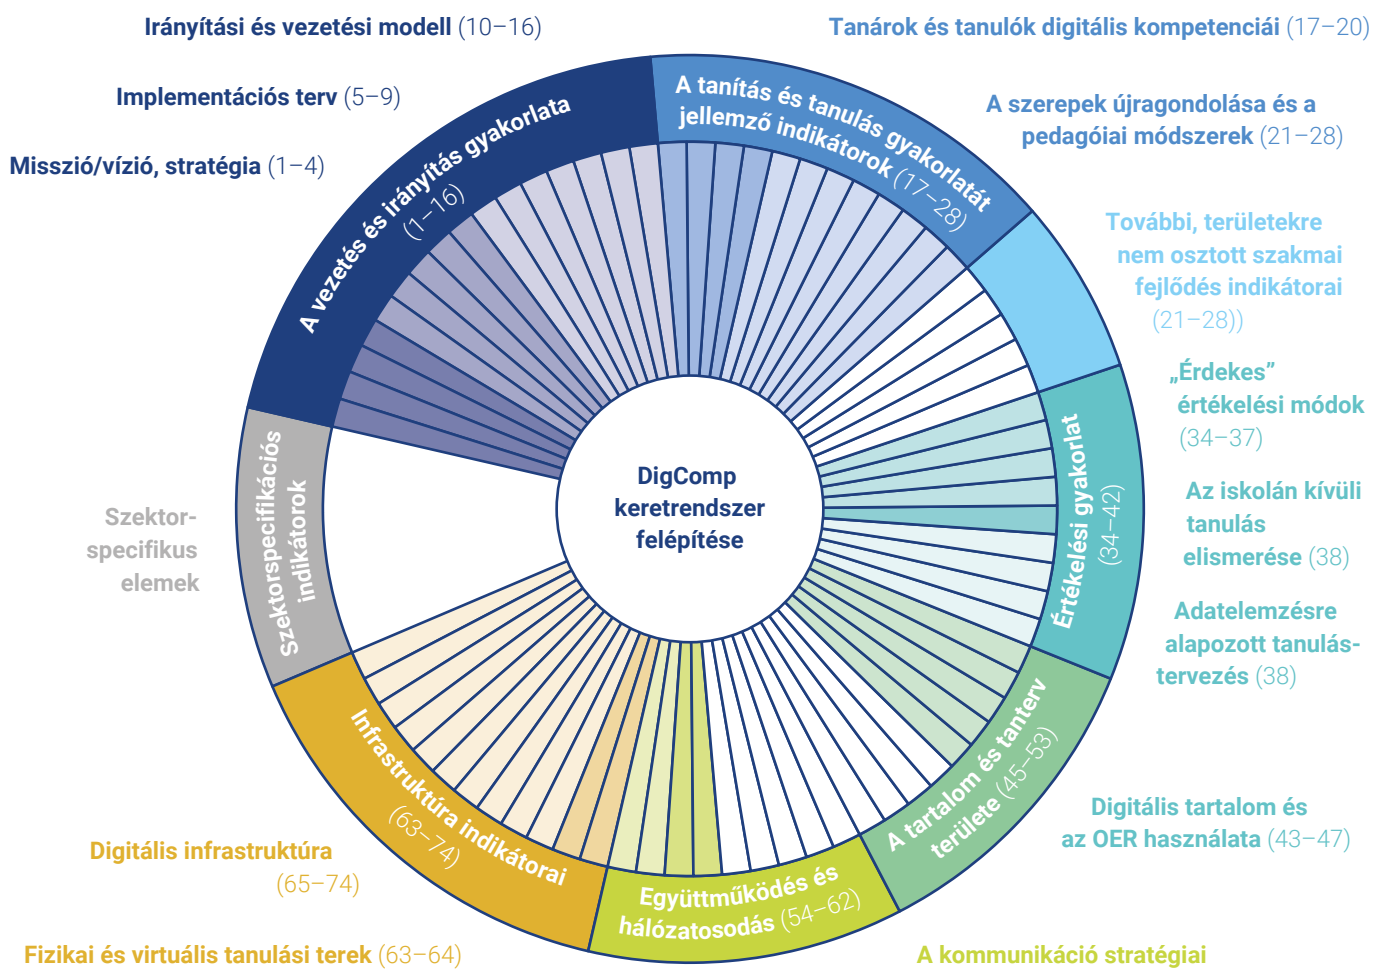 Irányítási és vezetési modell (10–16)
Implementációs terv (5–9)
Misszió/vízió, stratégia (1–4)
Tanárok és tanulók digitális kompetenciái (17–20)
A szerepek újragondolása és a
pedagóiai módszerek (21–28)
További, területekre
nem osztott szakmai
fejlődés indikátorai
(21–28))
„Érdekes”
értékelési módok
(34–37)
Az iskolán kívüli
tanulás
elismerése (38)
Adatelemzésre
alapozott tanulás-
tervezés (38)
Digitális tartalom és
az OER használata (43–47)
A kommunikáció stratégiai
Fizikai és virtuális tanulási terek (63–64)
Digitális infrastruktúra
(65–74)
Szektor-
specifikus
elemek
A vezetés és irányítás gyakorlata
(1–16)
A tanítás és tanulás gyakorlatát
jellemző indikátorok (17–28)
Értékelési gyakorlat
(34–42)
A tartalom és tanterv
területe (45–53)
Együttműködés és
hálózatosodás (54–62)
Infrastruktúra indikátorai
(63–74)
Szektorspecifikációs
indikátorok
DigComp
keretrendszer
felépítése